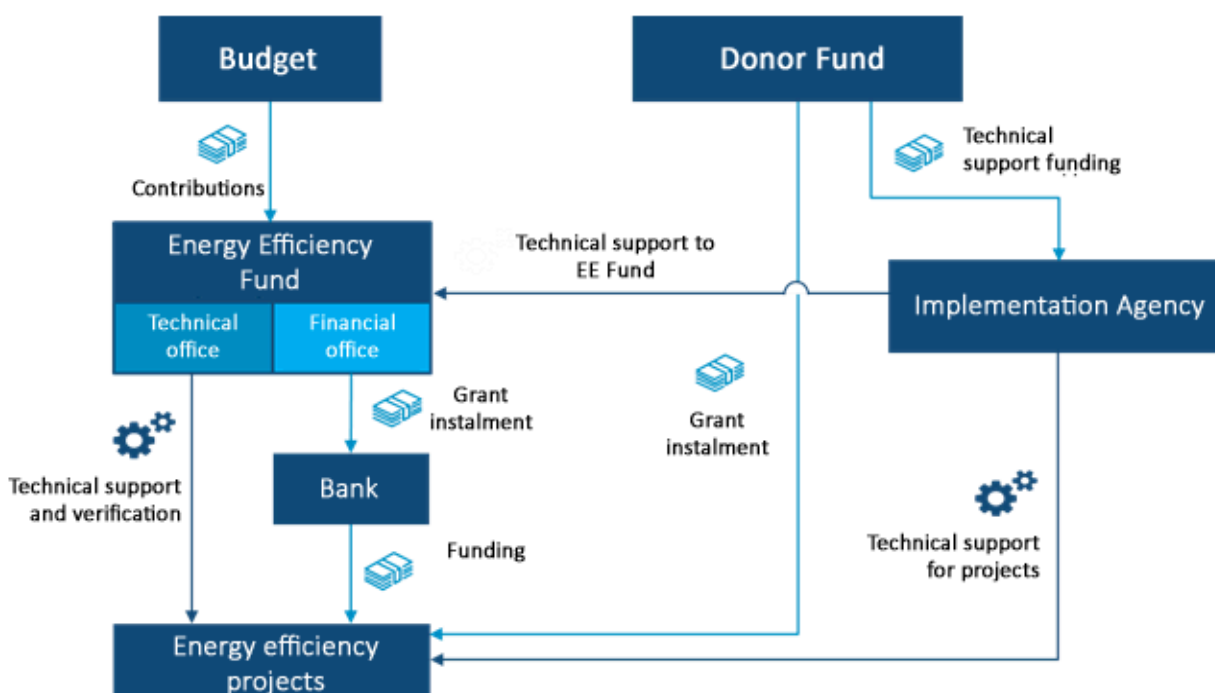 Budget
Donor Fund
Technical
support funding
Contributions
Energy Efficiency
Fund
Technical support to
EE Fund
Implementation Agency
Technical
office
Financial
office
Grant
instalment
Grant
instalment
Technical support
and verification
Bank
Technical support
for projects
Funding
Energy efficiency
projects